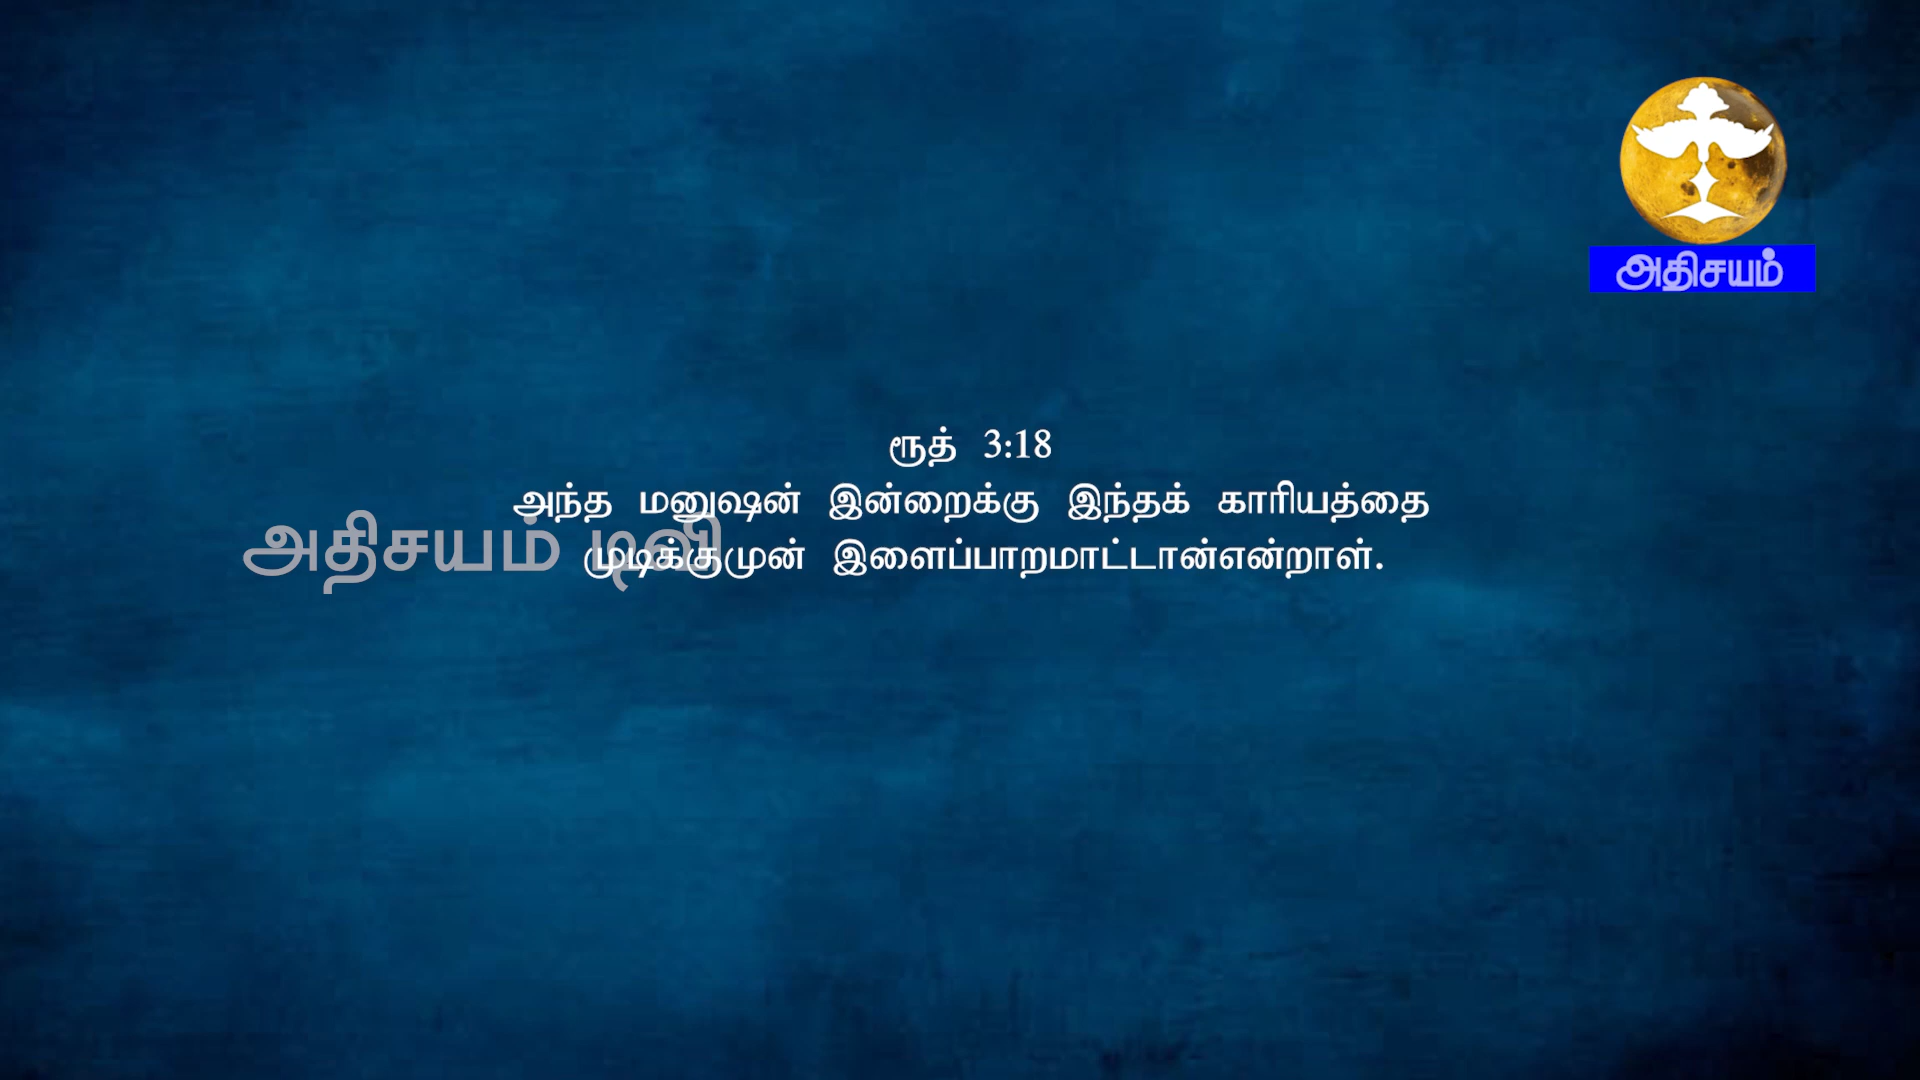 அதிசயம்
ரூத் 3:18
அந்த மனுஷன் இன்றைக்கு இந்தக் காரியத்தை
முடிக்குமுன் இளைப்பாறமாட்டான்என்றாள்.
அதிசயம் டிவி